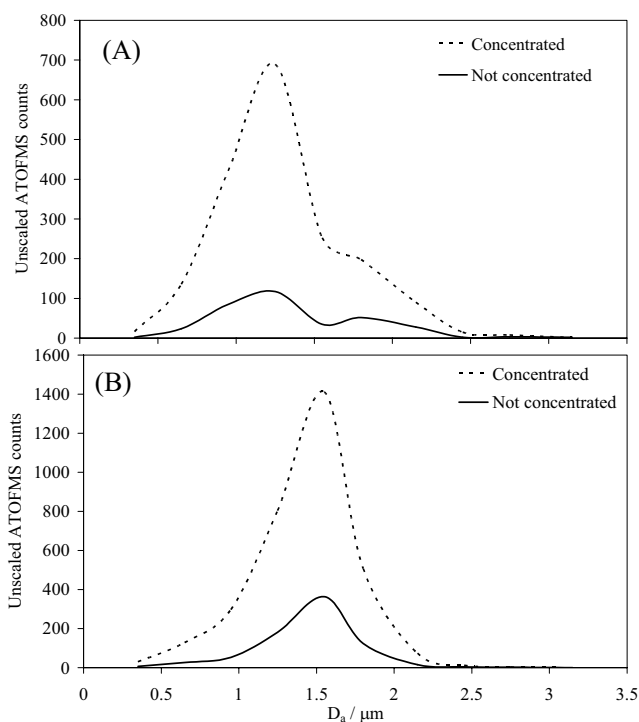 (A)
Concentrated
Not concentrated
Unscaled ATOFMS counts
800
700
600
500
400
300
200
100
0
(B)
Concentrated
Not concentrated
Unscaled ATOFMS counts
1600
1400
1200
1000
800
600
400
200
0
0 0.5 1 1.5 2 2.5 3 3.5
Dₐ / μm